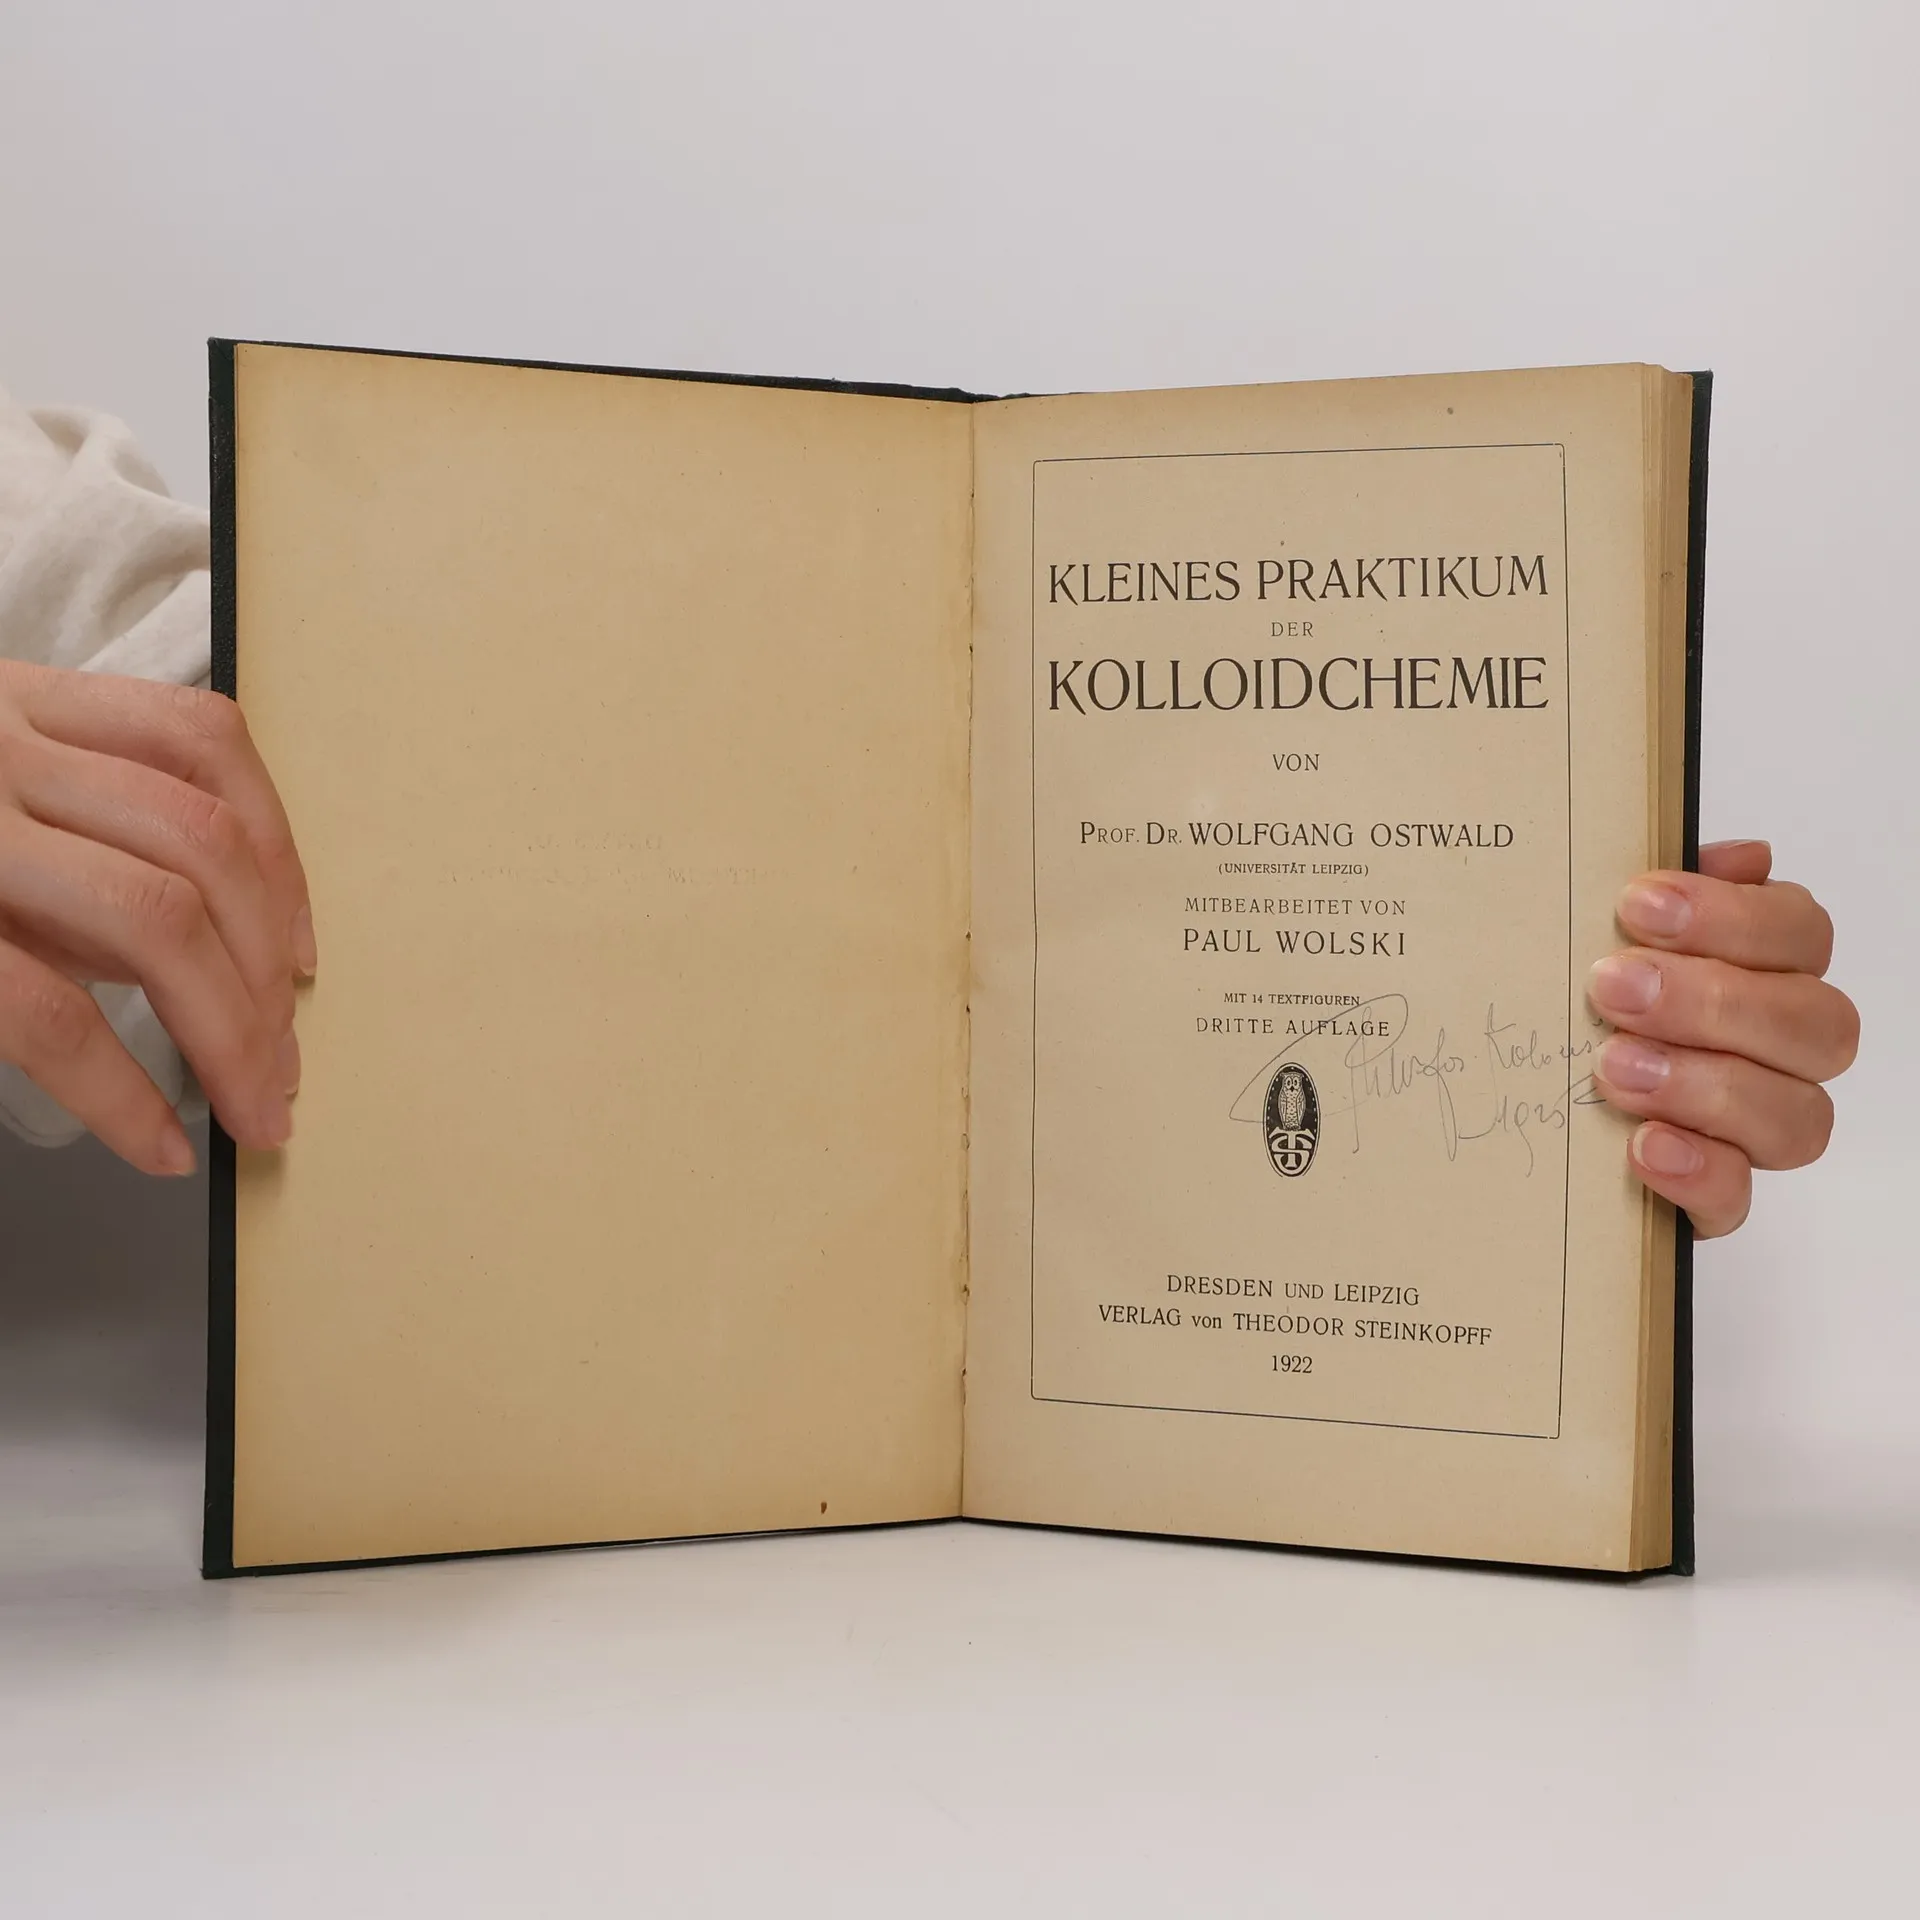 KLEINES PRAKTIKUM
DER
KOLLOIDCHEMIE
VON
PROF. DR. WOLFGANG OSTWALD
(UNIVERSITÄT LEIPZIG)
MITBEARBEITET VON
PAUL WOLSKI
MIT 14 TEXTFIGUREN
DRITTE AUFLAGE
DRESDEN UND LEIPZIG
VERLAG von THEODOR STEINKOPFF
1922